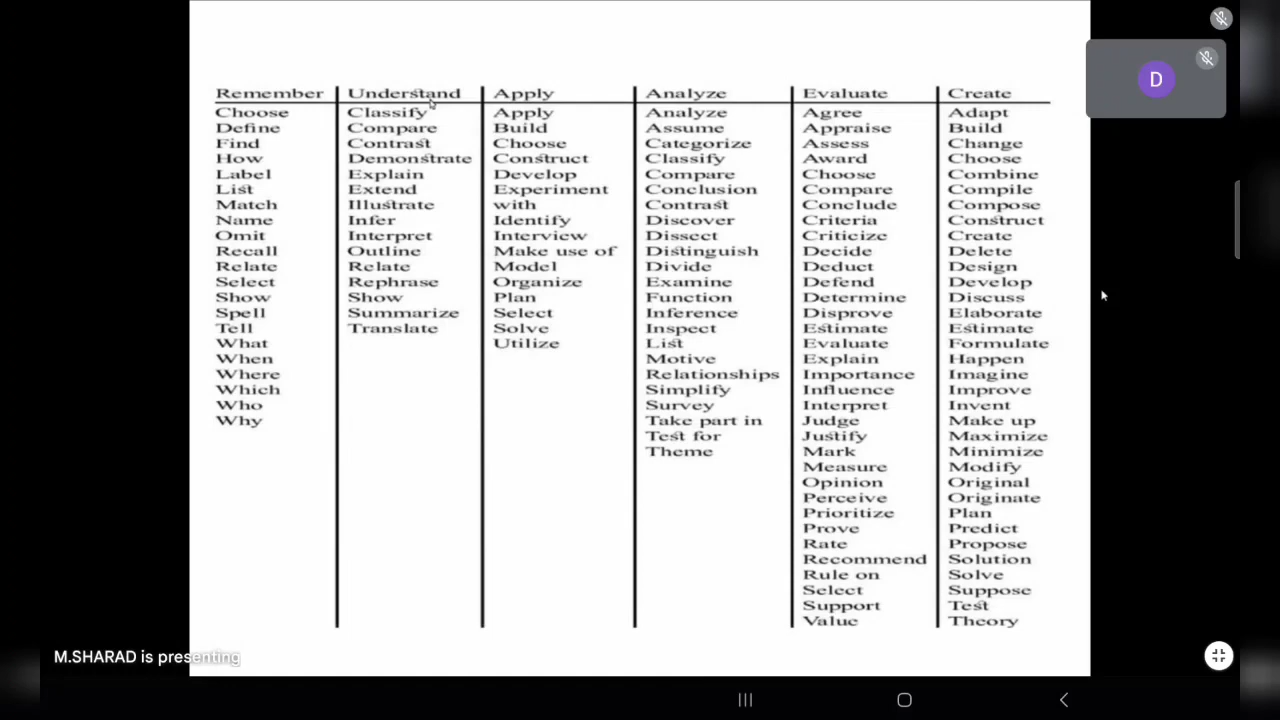 Remember Understand Apply Analyze Evaluate Create
Choose Classify Apply Analyze Agree Adapt
Define Compare Build Assume Appraise Build
Find Contrast Choose Categorize Assess Change
How Demonstrate Construct Classify Award Choose
Label Explain Develop Compare Choose Combine
List Extend Experiment Conclusion Compare Compile
Match Illustrate with Contrast Conclude Compose
Name Infer Identify Discover Criteria Construct
Omit Interpret Interview Dissect Criticize Create
Recall Outline Make use of Distinguish Decide Delete
Relate Relate Model Divide Deduct Design
Select Rephrase Organize Examine Defend Develop
Show Show Plan Function Determine Discuss
Spell Summarize Select Inference Disprove Elaborate
Tell Translate Solve Inspect Estimate Estimate
What Utilize List Evaluate Formulate
When Motive Explain Happen
Where Relationships Importance Imagine
Which Simplify Influence Improve
Who Survey Interpret Invent
Why Take part in Judge Make up
Test for Justify Maximize
Theme Mark Minimize
Measure Modify
Opinion Original
Perceive Originate
Prioritize Plan
Prove Predict
Rate Propose
Recommend Solution
Rule on Solve
Select Suppose
Support Test
Value Theory
D
M.SHARAD is presenting